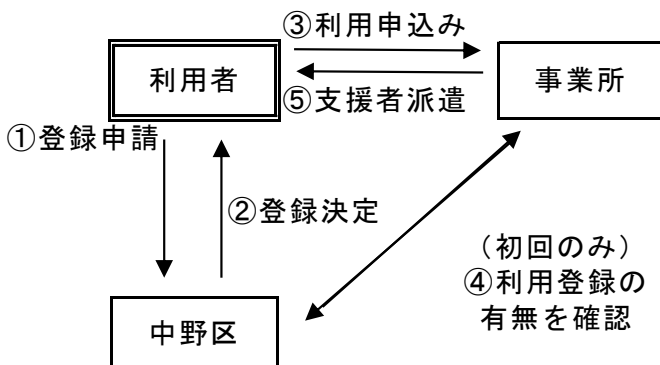 ③利用申込み
利用者
事業所
⑤支援者派遣
①登録申請
②登録決定
（初回のみ）
④利用登録の
有無を確認
中野区